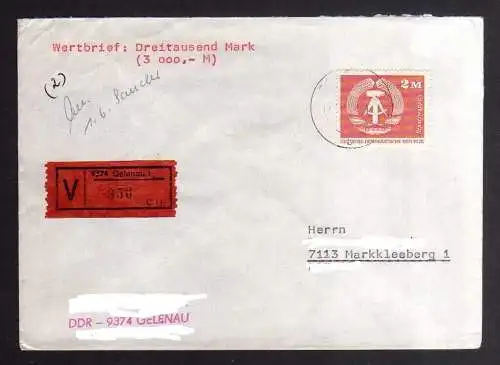 Wertbrief: Dreitausend Mark
(3 000,- M)
(2)
2 M
DEUTSCHE DEMOKRATISCHE REPUBLIK
V
9374 Gelenau 1
Herrn
7113 Markkleeberg 1
DDR - 9374 GELENAU